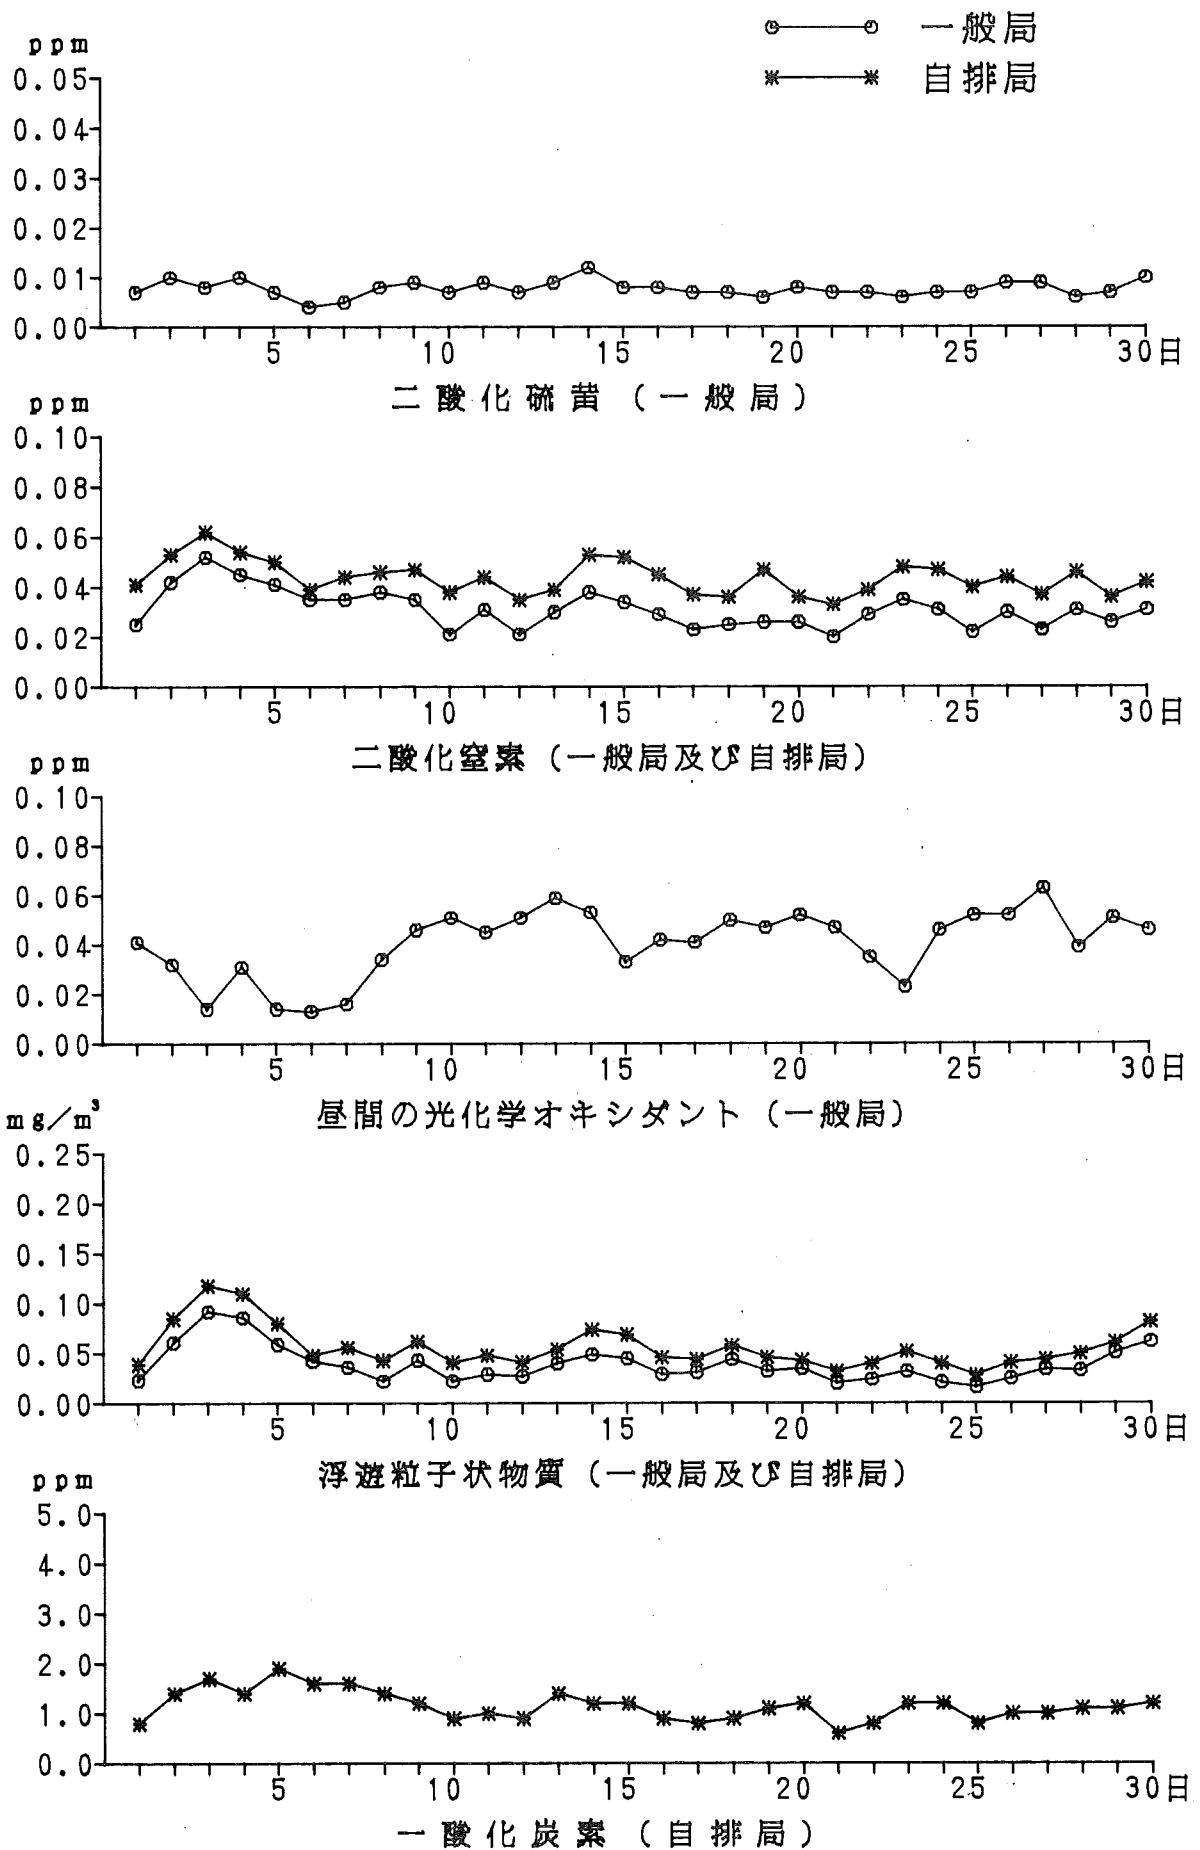 一般局
自排局
ppm
0.05
0.04
0.03
0.02
0.01
0.00
5 10 15 20 25 30日
二酸化硫黄（一般局）
ppm
0.10
0.08
0.06
0.04
0.02
0.00
5 10 15 20 25 30日
二酸化窒素（一般局及び自排局）
ppm
0.10
0.08
0.06
0.04
0.02
0.00
5 10 15 20 25 30日
昼間の光化学オキシダント（一般局）
mg/m³
0.25
0.20
0.15
0.10
0.05
0.00
5 10 15 20 25 30日
浮遊粒子状物質（一般局及び自排局）
ppm
5.0
4.0
3.0
2.0
1.0
0.0
5 10 15 20 25 30日
一酸化炭素（自排局）